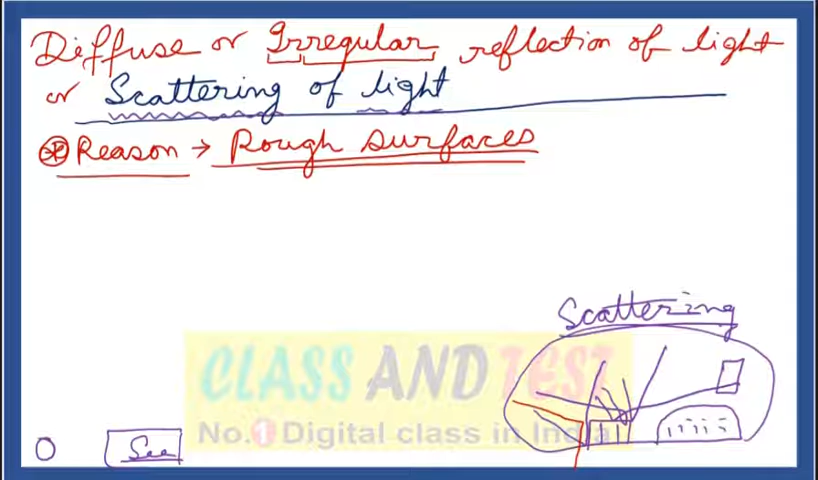 Diffuse or Irregular reflection of light
or Scattering of light
* Reason → Rough surfaces
Scattering
CLASS AND TEST
No.1 Digital class in India
See